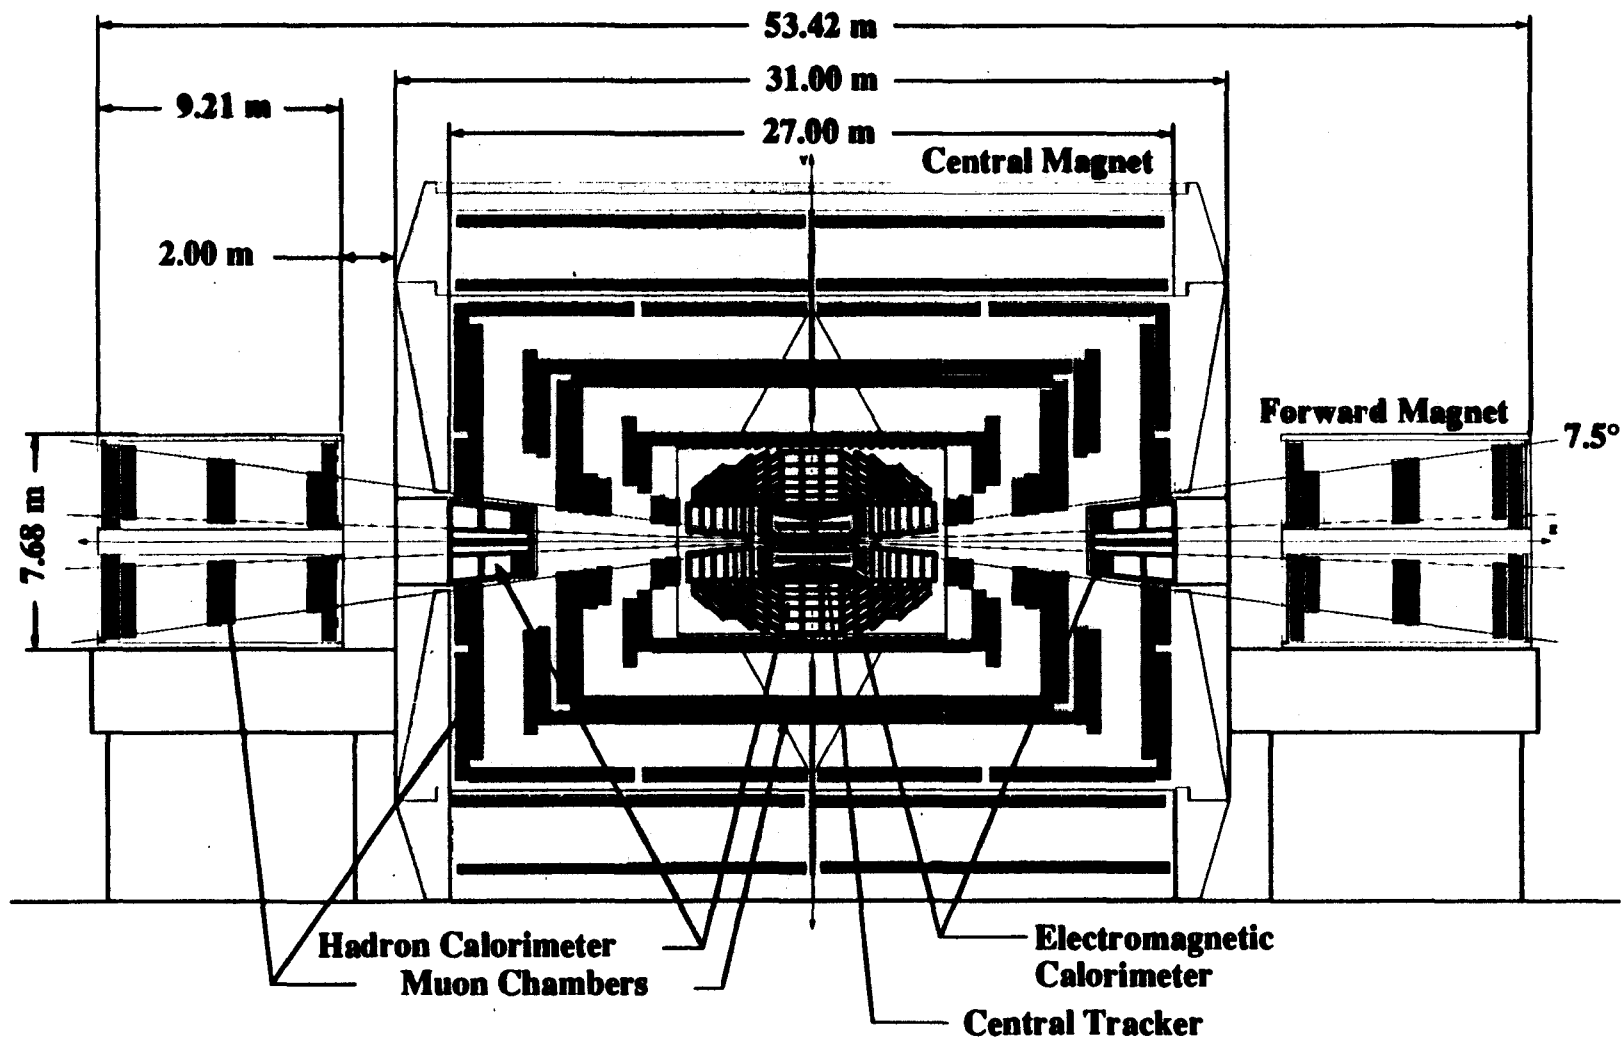 53.42 m
31.00 m
9.21 m
27.00 m
Central Magnet
Y
2.00 m
Forward Magnet
7.5°
7.68 m
Z
Hadron Calorimeter
Electromagnetic
Muon Chambers
Calorimeter
Central Tracker